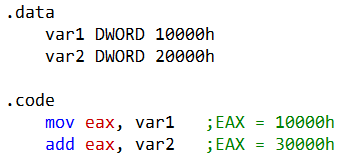 .data
    var1 DWORD 10000h
    var2 DWORD 20000h

.code
    mov eax, var1   ;EAX = 10000h
    add eax, var2   ;EAX = 30000h